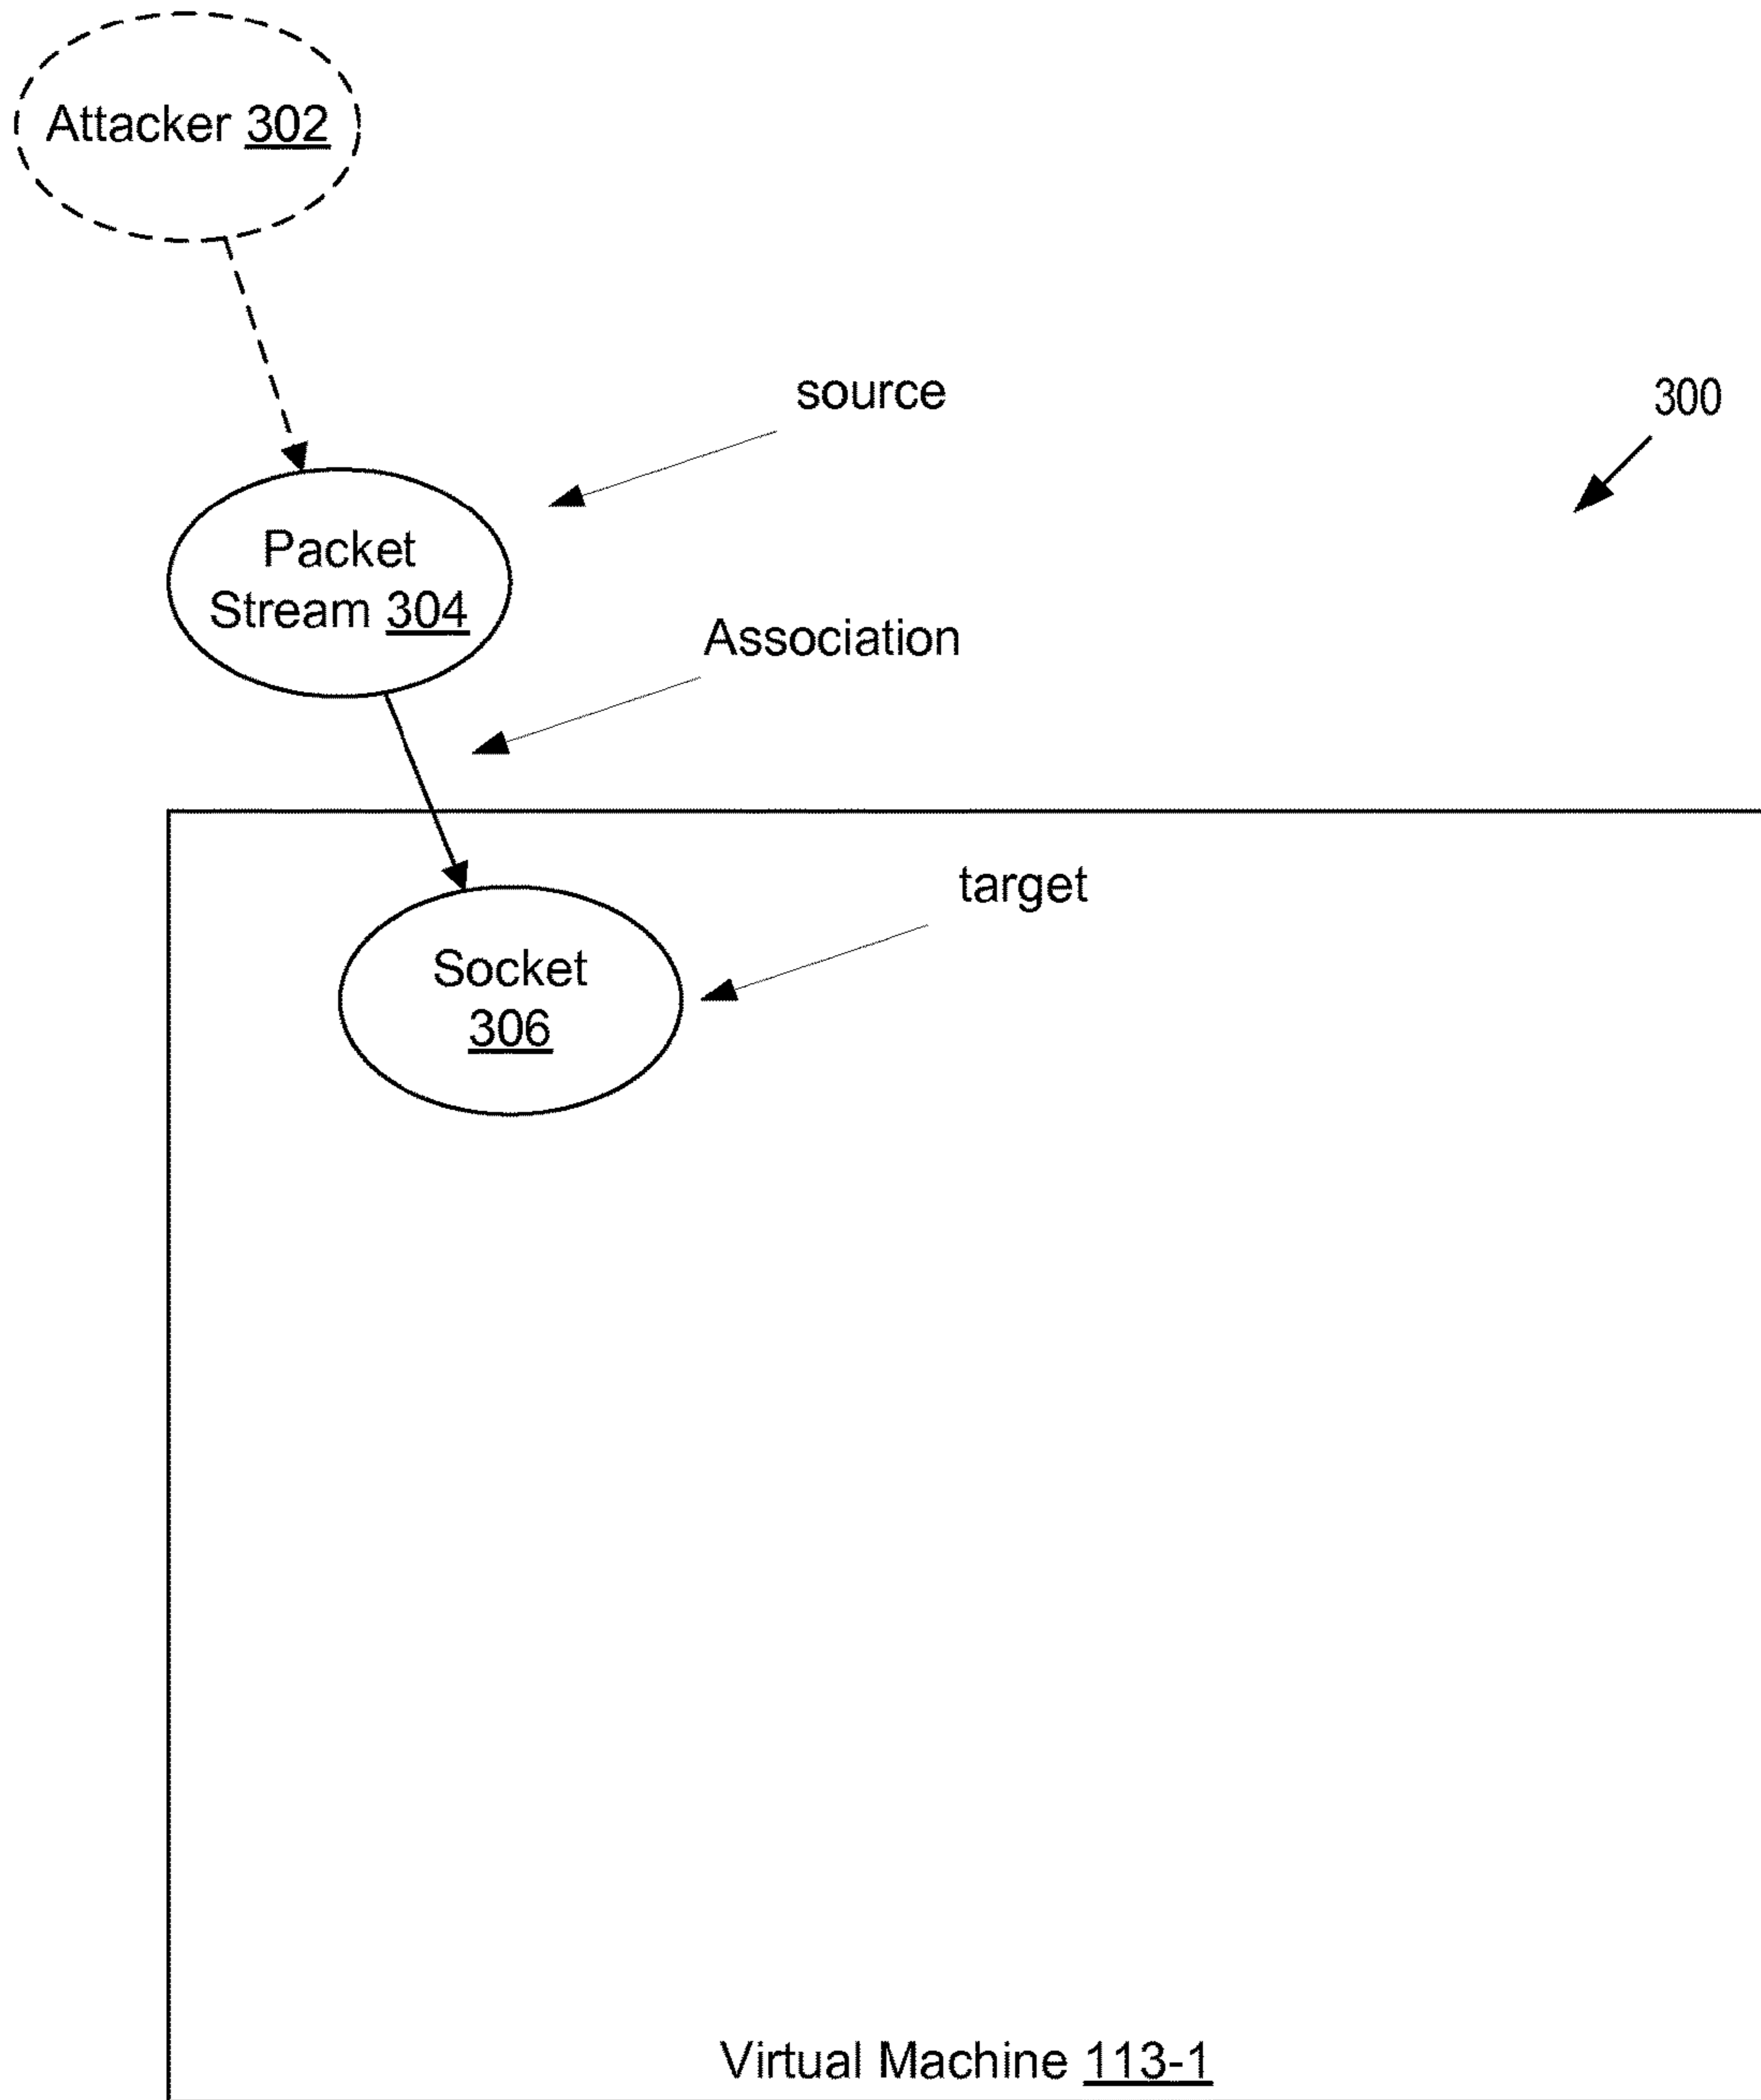 Attacker 302
source
300
Packet
Stream 304
Association
target
Socket
306
Virtual Machine 113-1